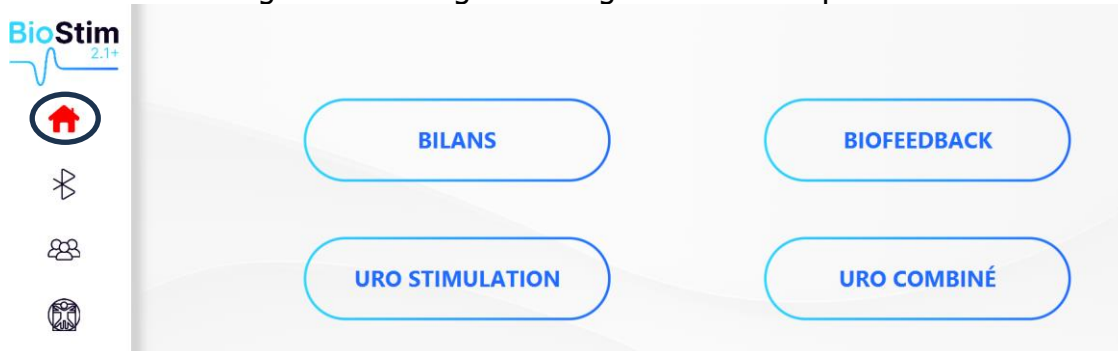 BioStim
2.1+
BILANS
BIOFEEDBACK
URO STIMULATION
URO COMBINÉ